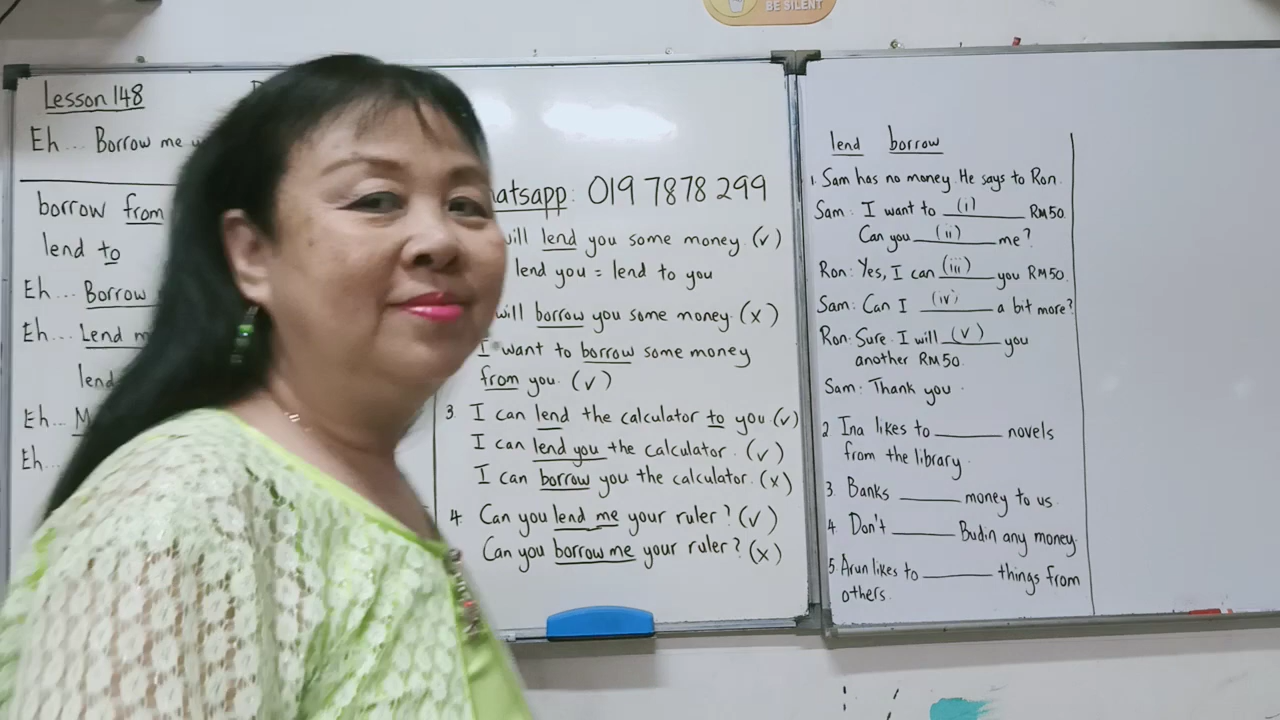 BE SILENT
Lesson 148
Eh... Borrow me
borrow from
lend to
Eh... Borrow
Eh... Lend
lend
Eh...
Eh...
atsapp: 019 7878 299
will lend you some money (✓)
lend you = lend to you
will borrow you some money. (x)
I want to borrow some money
from you. (✓)
3. I can lend the calculator to you (✓)
I can lend you the calculator. (✓)
I can borrow you the calculator. (x)
4. Can you lend me your ruler? (✓)
Can you borrow me your ruler? (x)
lend borrow
1. Sam has no money. He says to Ron.
Sam: I want to (i) RM50.
Can you (ii) me?
Ron: Yes, I can (iii) you RM50.
Sam: Can I (iv) a bit more?
Ron: Sure. I will (v) you
another RM50.
Sam: Thank you.
2 Ina likes to ______ novels
from the library.
3. Banks ______ money to us.
4 Don't ______ Budin any money.
5. Arun likes to ______ things from
others.